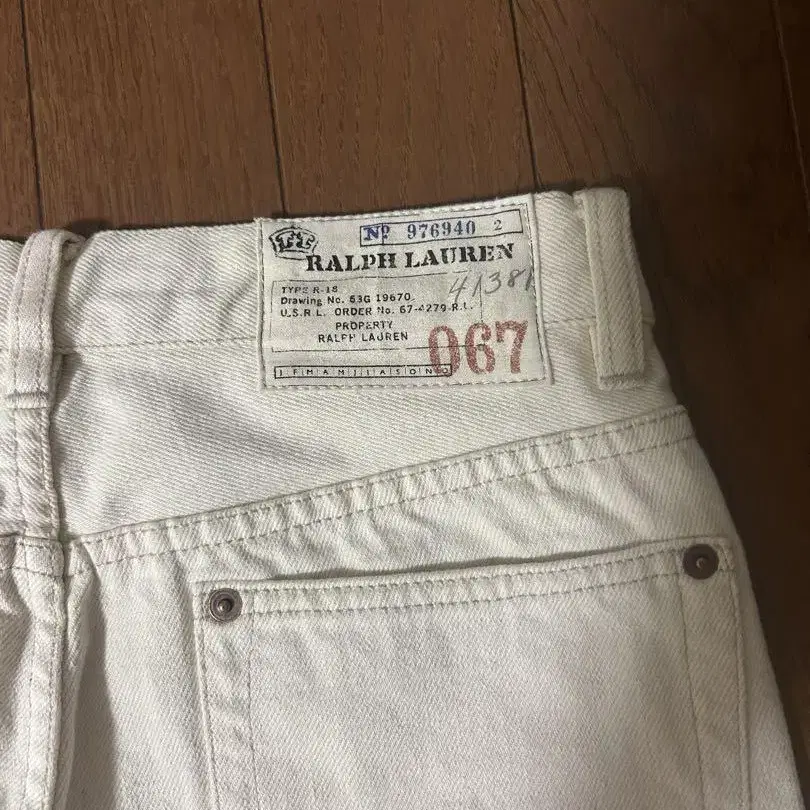 Nº 976940 2
RALPH LAUREN
41381
TYPE R-18
Drawing No. 63G 19670
U.S.R.L. ORDER No. 67-4279-R.L.
PROPERTY
RALPH LAUREN
067
J F M A M J J A S O N D